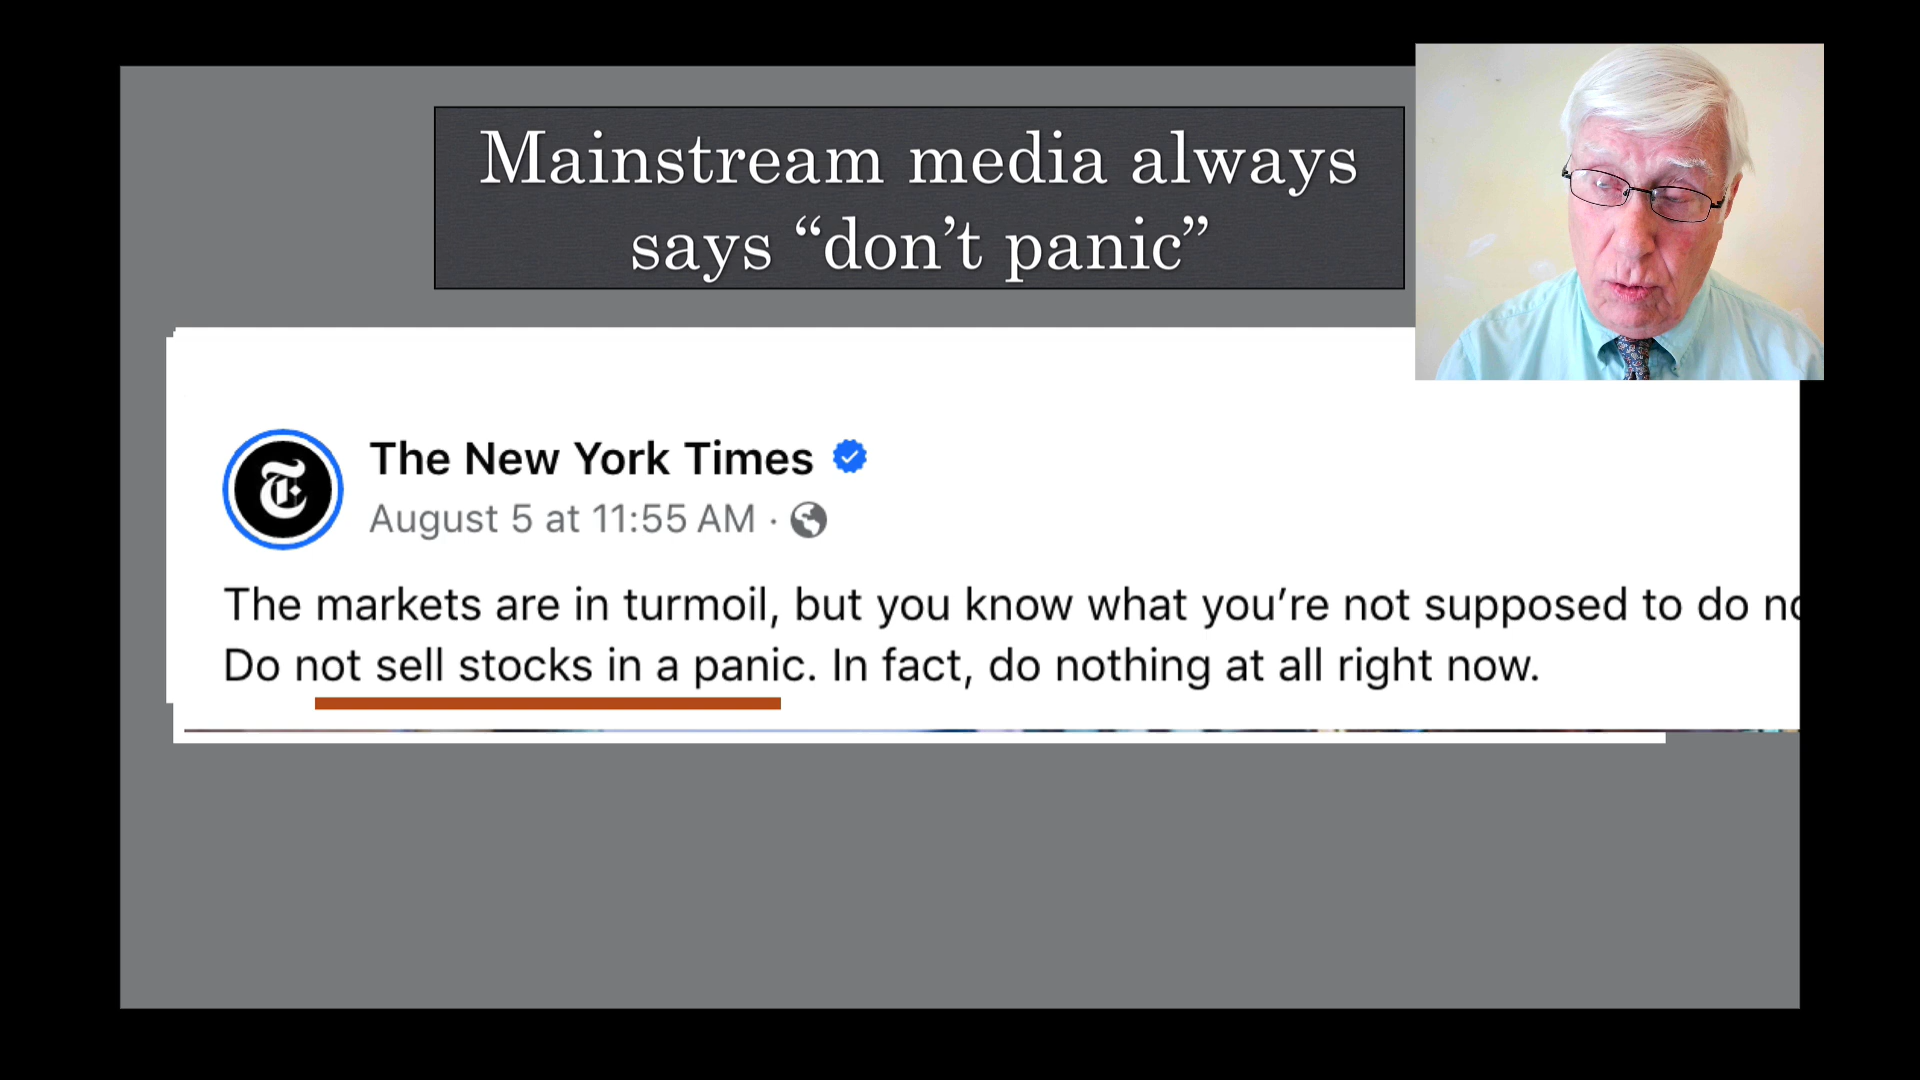 Mainstream media always
says “don’t panic”
The New York Times
August 5 at 11:55 AM ·
The markets are in turmoil, but you know what you’re not supposed to do
Do not sell stocks in a panic. In fact, do nothing at all right now.